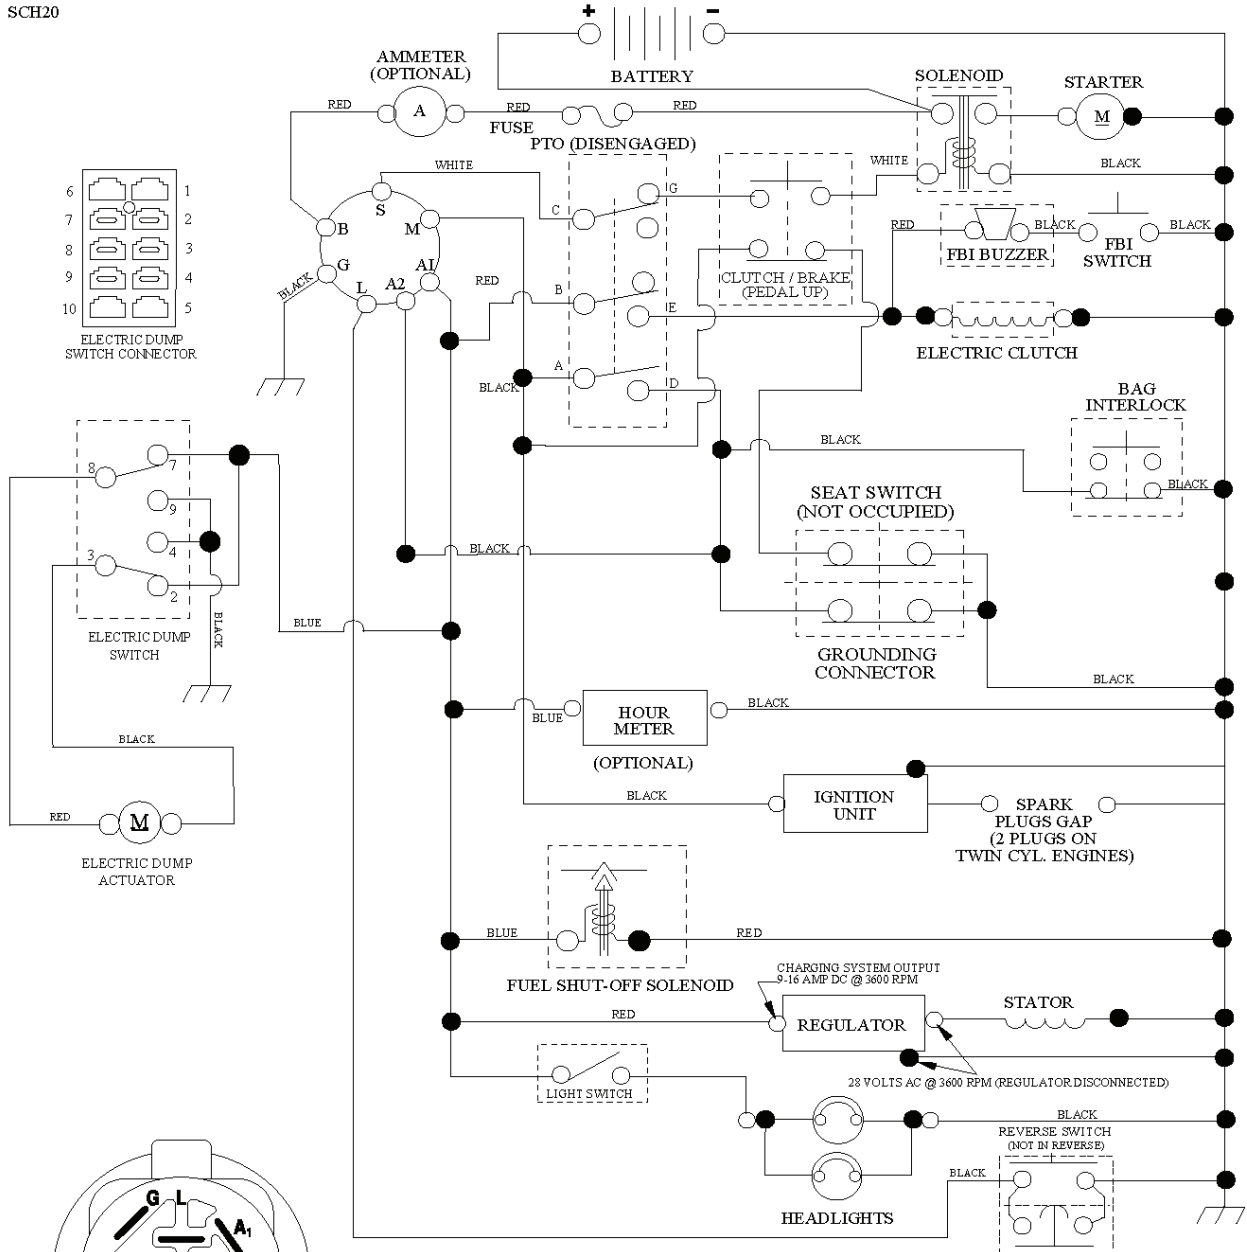 SCH20
+ −
BATTERY
AMMETER
(OPTIONAL)
A
RED
RED
FUSE
RED
SOLENOID
STARTER
M
PTO (DISENGAGED)
WHITE
WHITE
BLACK
6 1
7 2
8 3
9 4
10 5
ELECTRIC DUMP
SWITCH CONNECTOR
S
B
M
G
A1
L
A2
BLACK
C
G
B
E
A
D
RED
BLACK
CLUTCH / BRAKE
(PEDAL UP)
RED
BLACK
BLACK
FBI BUZZER
FBI
SWITCH
ELECTRIC CLUTCH
BAG
INTERLOCK
BLACK
BLACK
SEAT SWITCH
(NOT OCCUPIED)
BLACK
GROUNDING
CONNECTOR
BLACK
8
7
9
4
3
2
BLACK
ELECTRIC DUMP
SWITCH
BLUE
BLACK
RED
M
ELECTRIC DUMP
ACTUATOR
BLUE
HOUR
METER
BLACK
(OPTIONAL)
BLACK
IGNITION
UNIT
SPARK
PLUGS GAP
(2 PLUGS ON
TWIN CYL. ENGINES)
BLUE
RED
FUEL SHUT-OFF SOLENOID
CHARGING SYSTEM OUTPUT
9-16 AMP DC @ 3600 RPM
RED
REGULATOR
STATOR
28 VOLTS AC @ 3600 RPM (REGULATOR DISCONNECTED)
LIGHT SWITCH
BLACK
REVERSE SWITCH
(NOT IN REVERSE)
BLACK
HEADLIGHTS
G L
A1